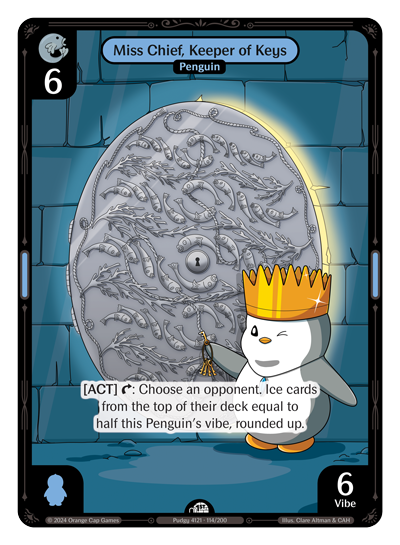 Miss Chief, Keeper of Keys
Penguin
6
[ACT] : Choose an opponent. Ice cards
from the top of their deck equal to
half this Penguin's vibe, rounded up.
6
Vibe
© 2024 Orange Cap Games
Pudgy 4121 · 114/200
Illus. Clare Altman & CAH